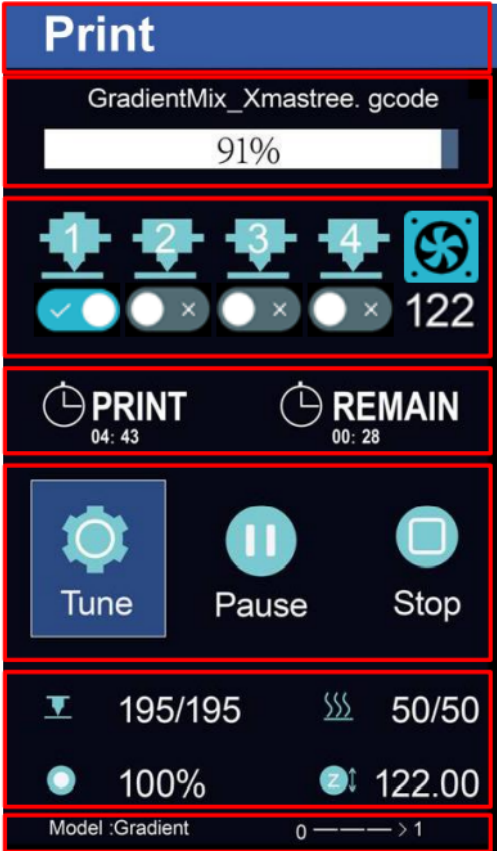 Print
GradientMix_Xmastree. gcode
91%
1 2 3 4
122
PRINT REMAIN
04: 43 00: 28
Tune Pause Stop
195/195 50/50
100% Z 122.00
Model :Gradient 0 ———> 1